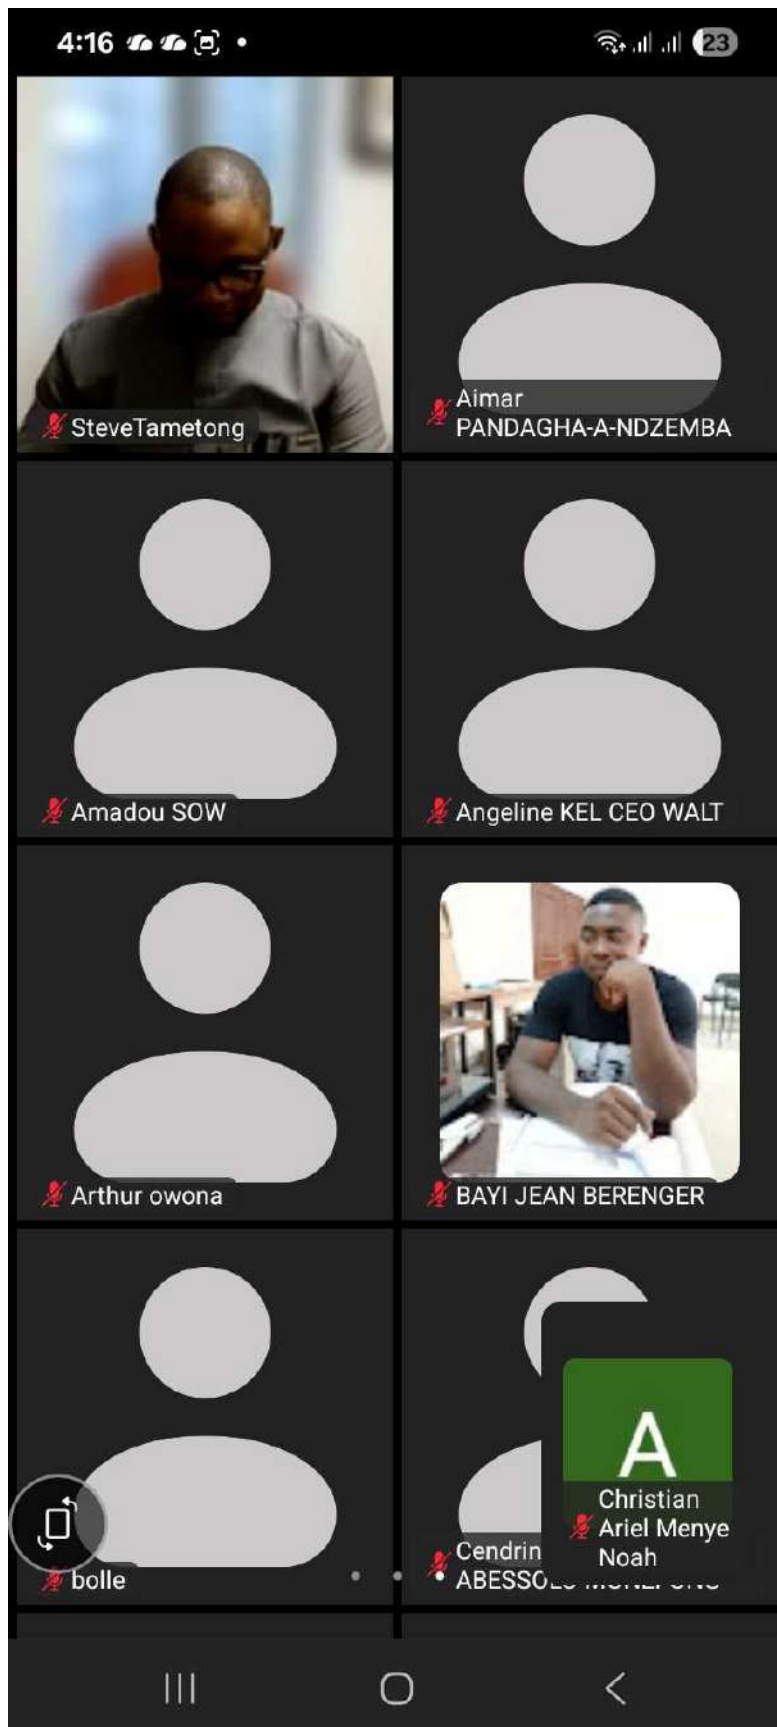 4:16
23
SteveTametong
Aimar
PANDAGHA-A-NDZEMBA
Amadou SOW
Angeline KEL CEO WALT
Arthur owona
BAYI JEAN BERENGER
bolle
Cendrin
ABESSOLO
A
Christian
Ariel Menye
Noah